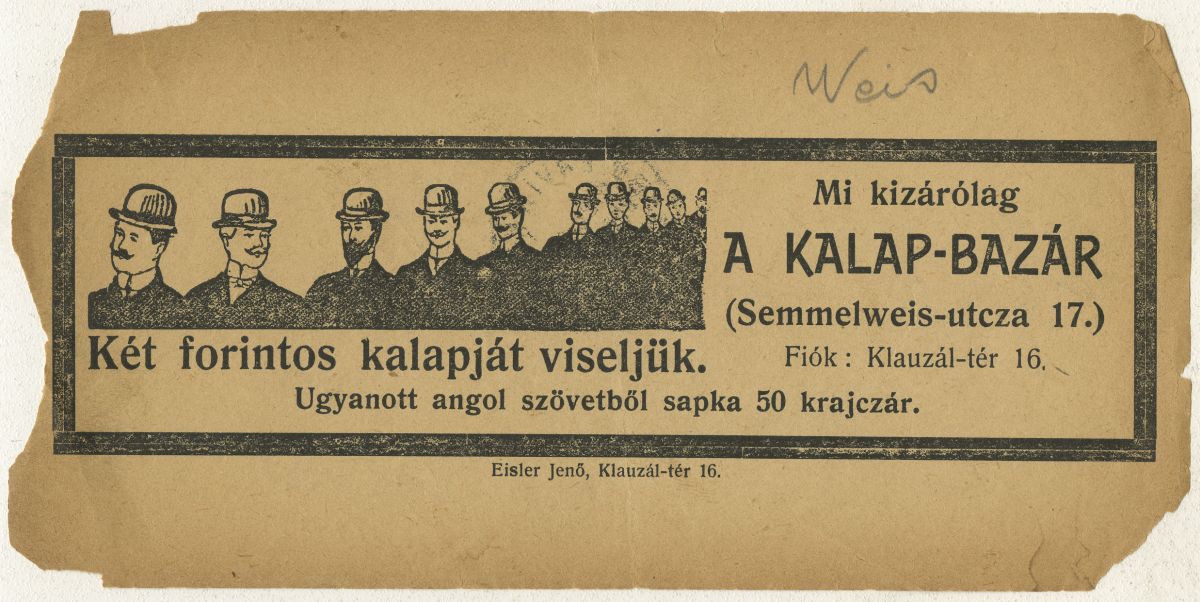 Weis
Mi kizárólag
A KALAP-BAZÁR
(Semmelweis-utcza 17.)
Fiók: Klauzál-tér 16.
Két forintos kalapját viseljük.
Ugyanott angol szövetből sapka 50 krajczár.
Eisler Jenő, Klauzál-tér 16.